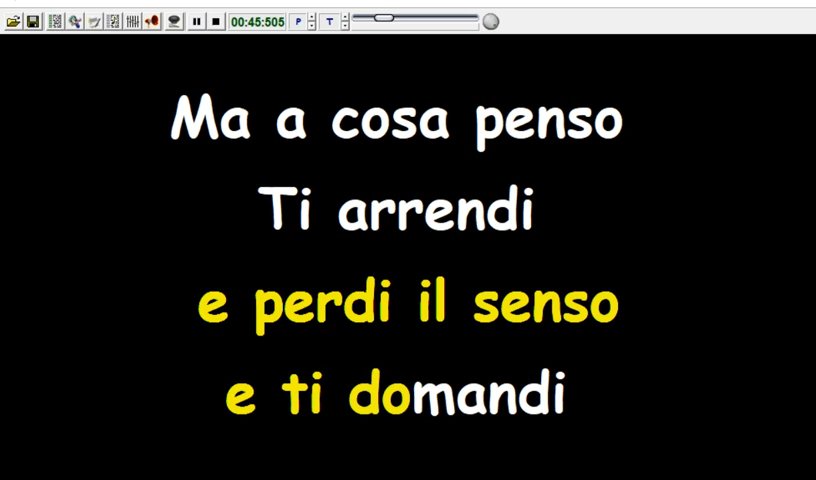 00:45:505
P
T
Ma a cosa penso
Ti arrendi
e perdi il senso
e ti domandi